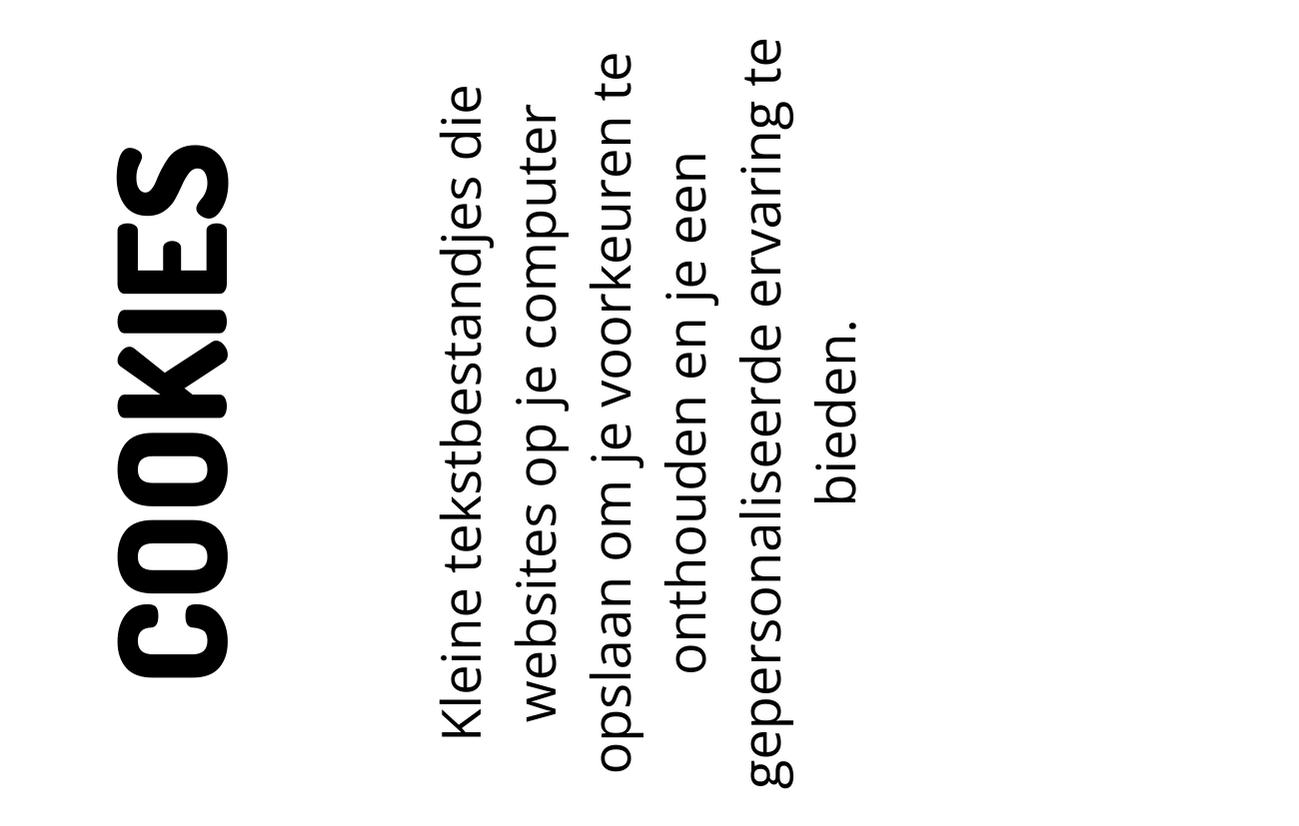 COOKIES
Kleine tekstbestandjes die
websites op je computer
opslaan om je voorkeuren te
onthouden en je een
gepersonaliseerde ervaring te
bieden.